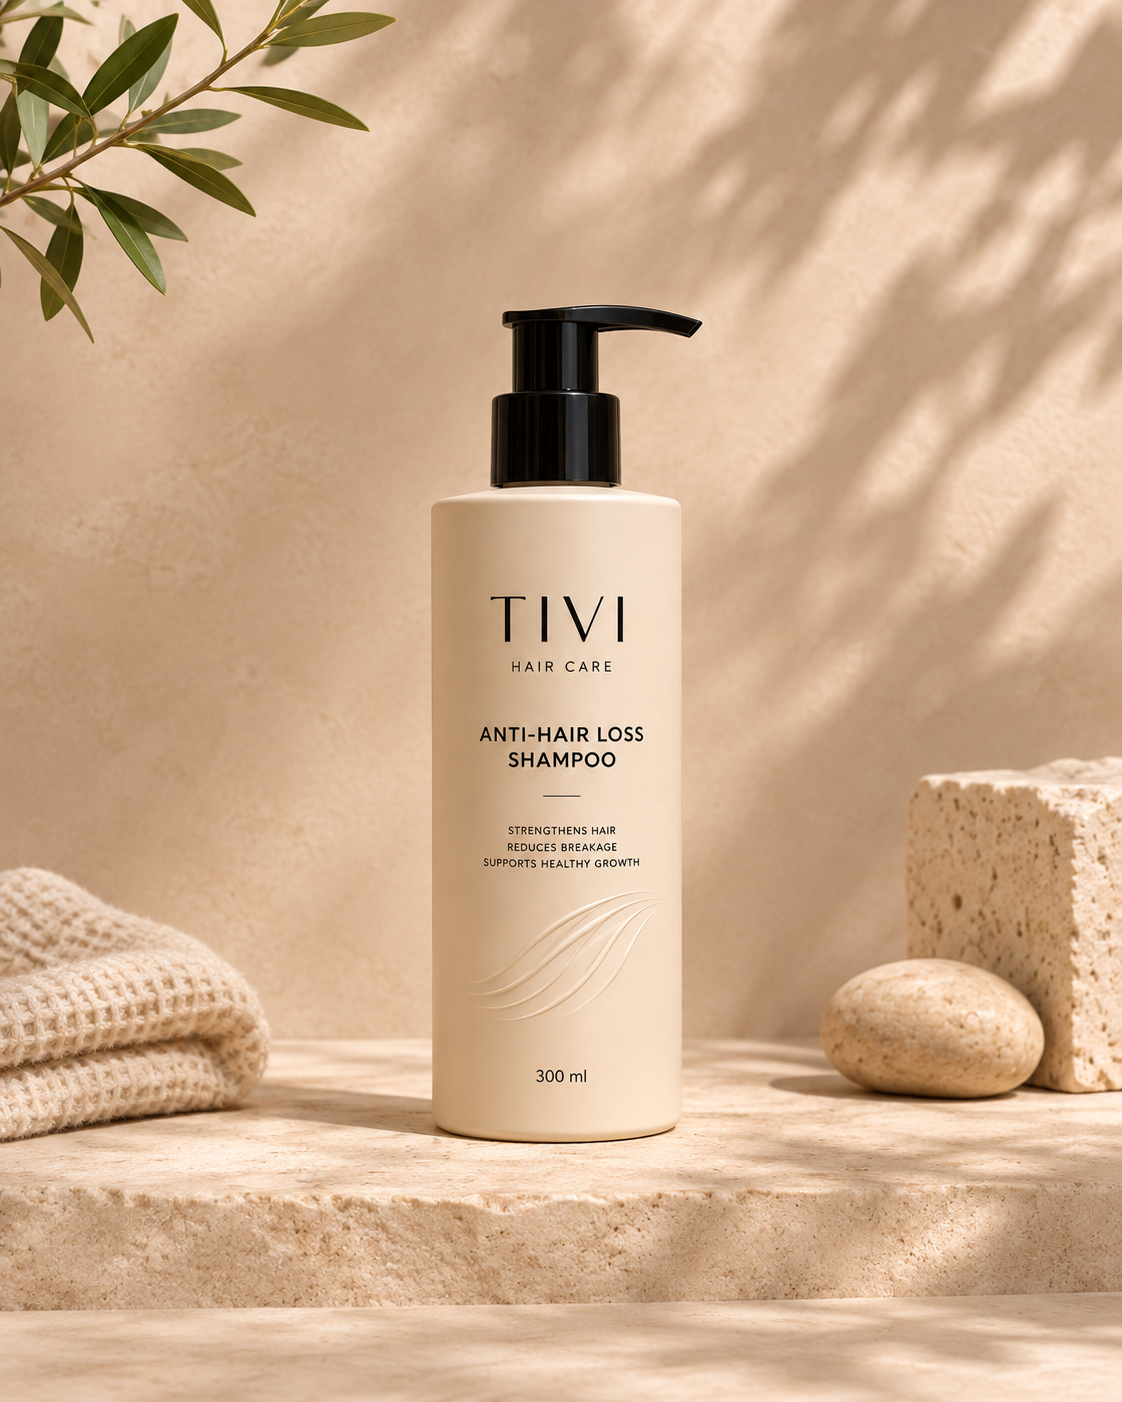 TIVI
HAIR CARE
ANTI-HAIR LOSS
SHAMPOO
STRENGTHENS HAIR
REDUCES BREAKAGE
SUPPORTS HEALTHY GROWTH
300 ml